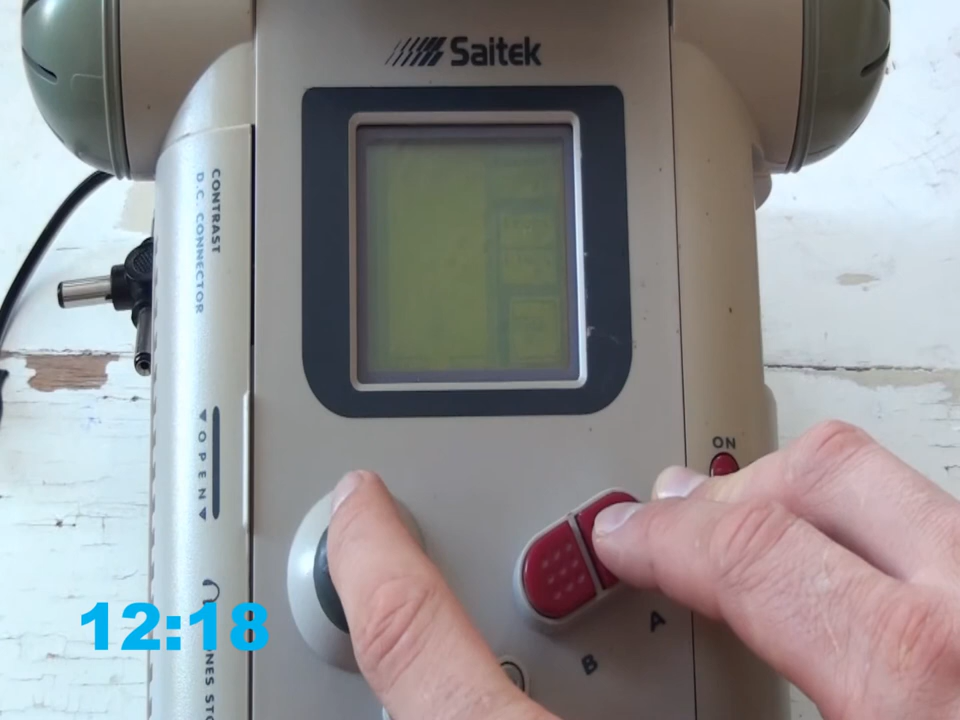 Saitek
CONTRAST
D.C. CONNECTOR
OPEN
ON
12:18
A
B